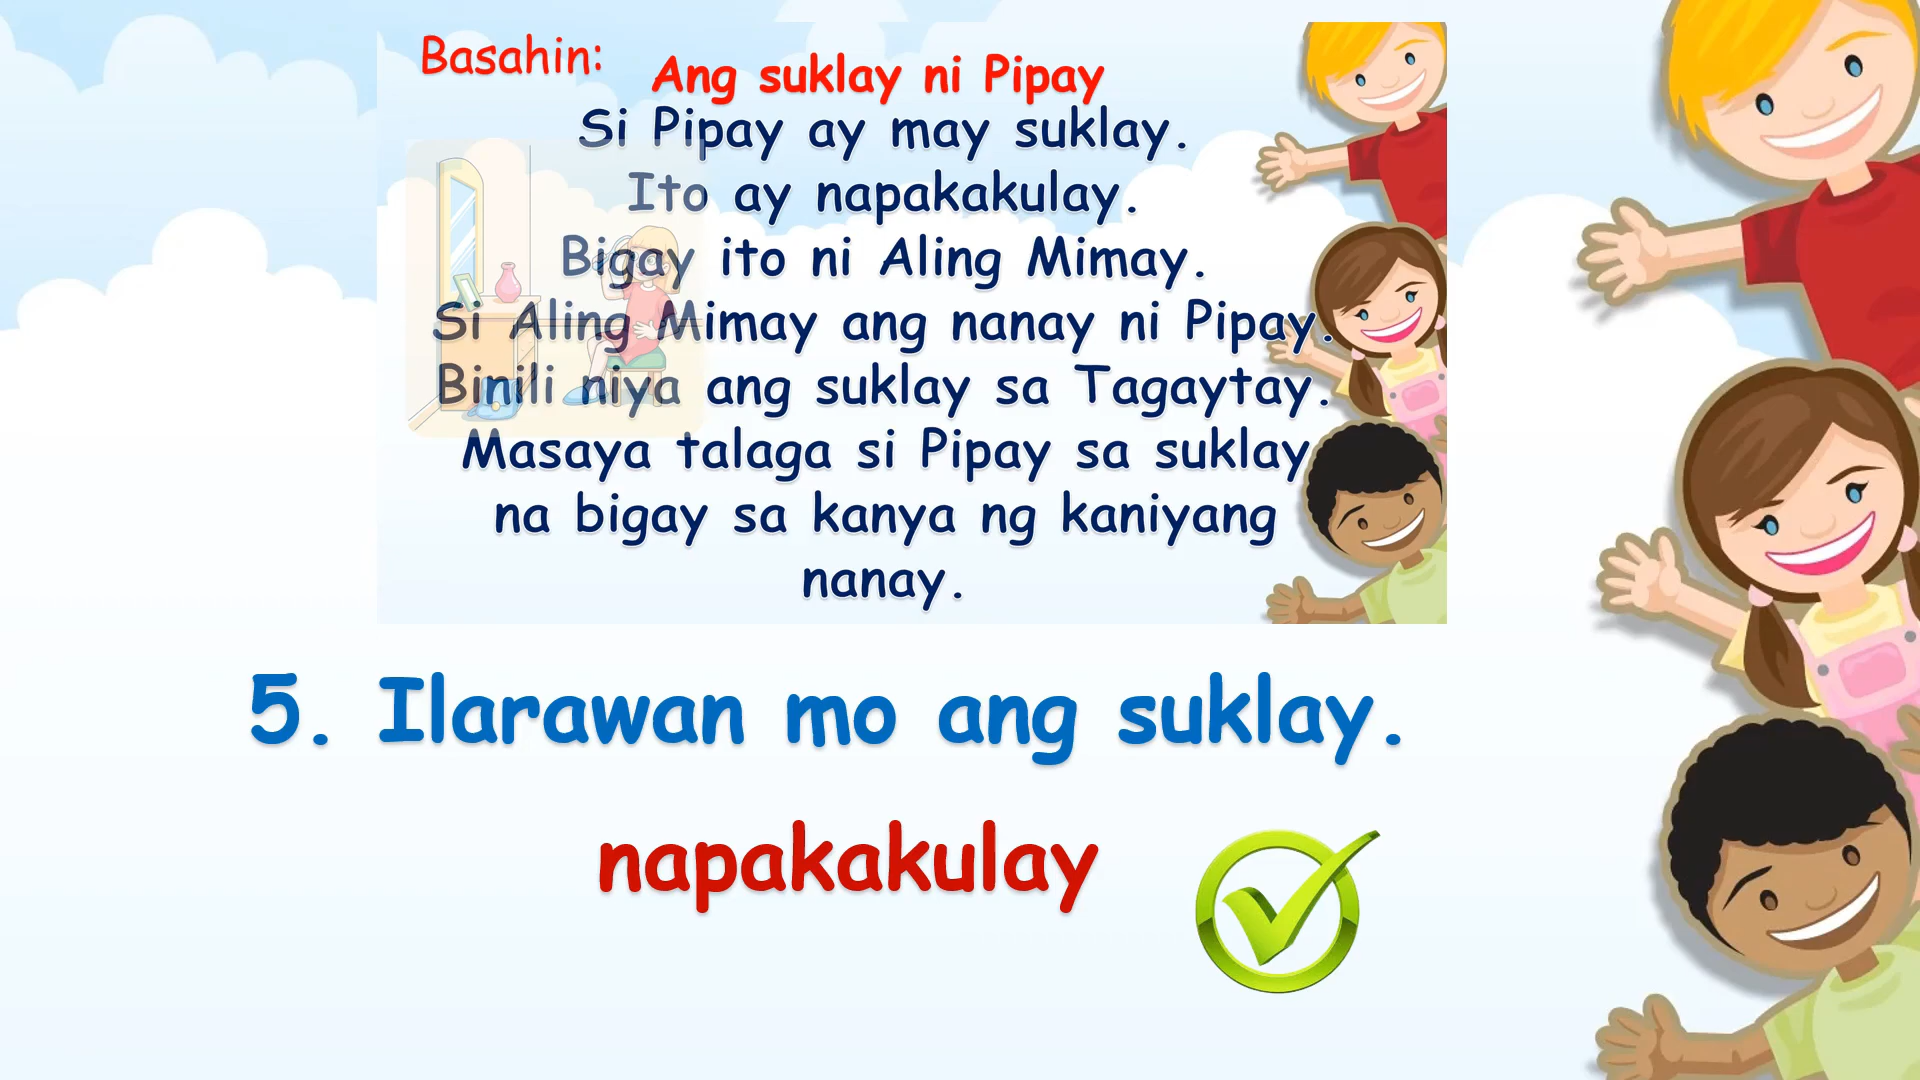 Basahin:
Ang suklay ni Pipay
Si Pipay ay may suklay.
Ito ay napakakulay.
Bigay ito ni Aling Mimay.
Si Aling Mimay ang nanay ni Pipay.
Binili niya ang suklay sa Tagaytay.
Masaya talaga si Pipay sa suklay
na bigay sa kanya ng kaniyang
nanay.
5. Ilarawan mo ang suklay.
napakakulay